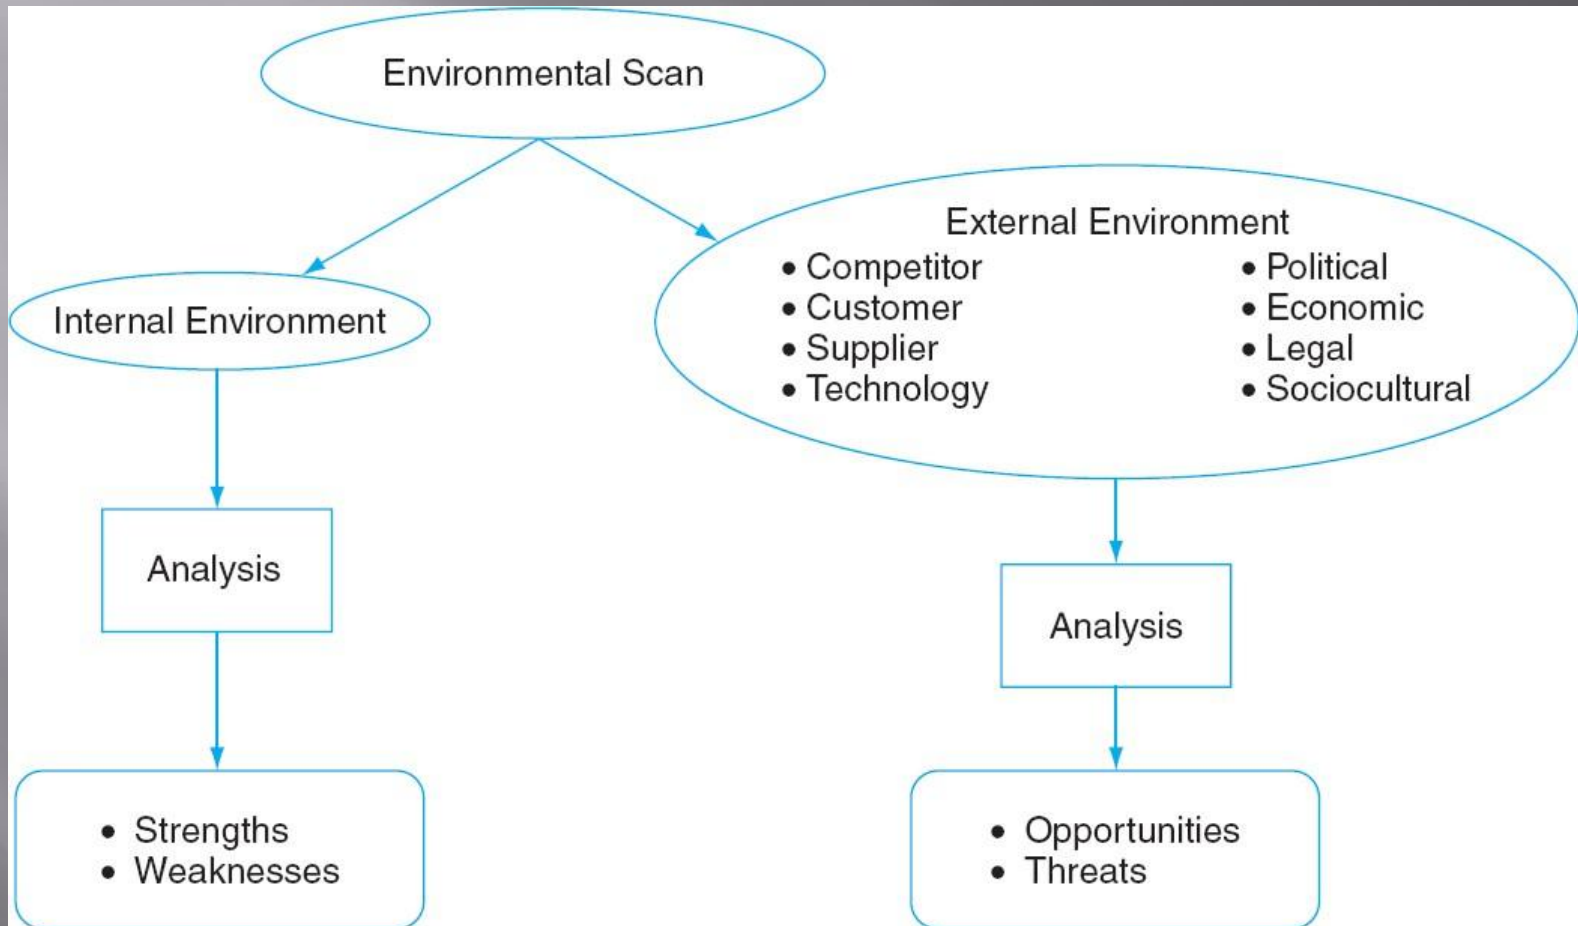 Environmental Scan
Internal Environment
External Environment
• Competitor
• Customer
• Supplier
• Technology
• Political
• Economic
• Legal
• Sociocultural
Analysis
Analysis
• Strengths
• Weaknesses
• Opportunities
• Threats